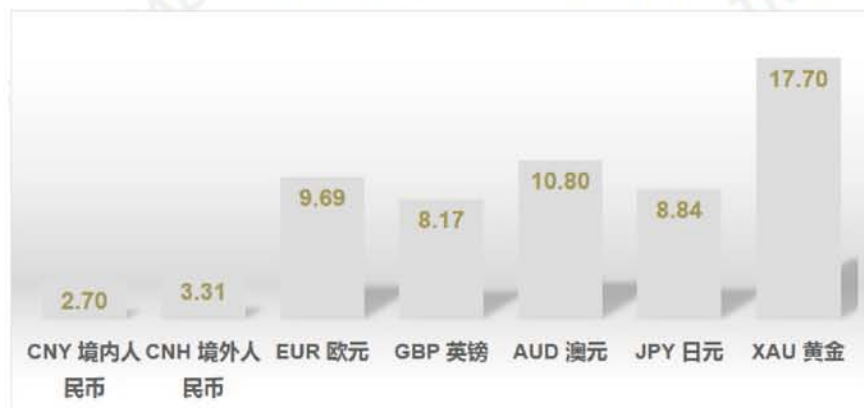 17.70
10.80
9.69
8.84
8.17
3.31
2.70
CNY 境内人民币
CNH 境外人民币
EUR 欧元
GBP 英镑
AUD 澳元
JPY 日元
XAU 黄金